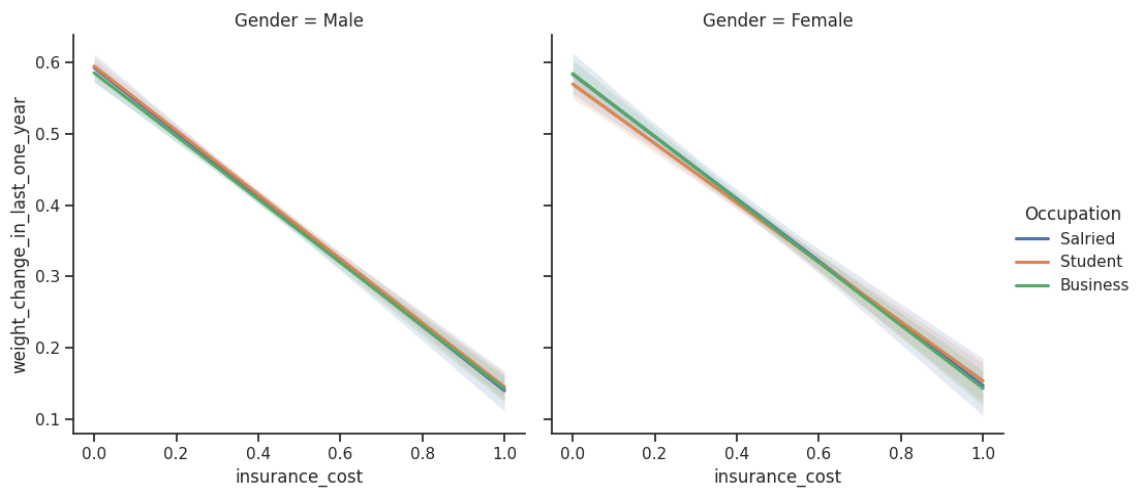 Gender = Male
Gender = Female
weight_change_in_last_one_year
0.6
0.5
0.4
0.3
0.2
0.1
0.0 0.2 0.4 0.6 0.8 1.0
insurance_cost
0.0 0.2 0.4 0.6 0.8 1.0
insurance_cost
Occupation
Salried
Student
Business